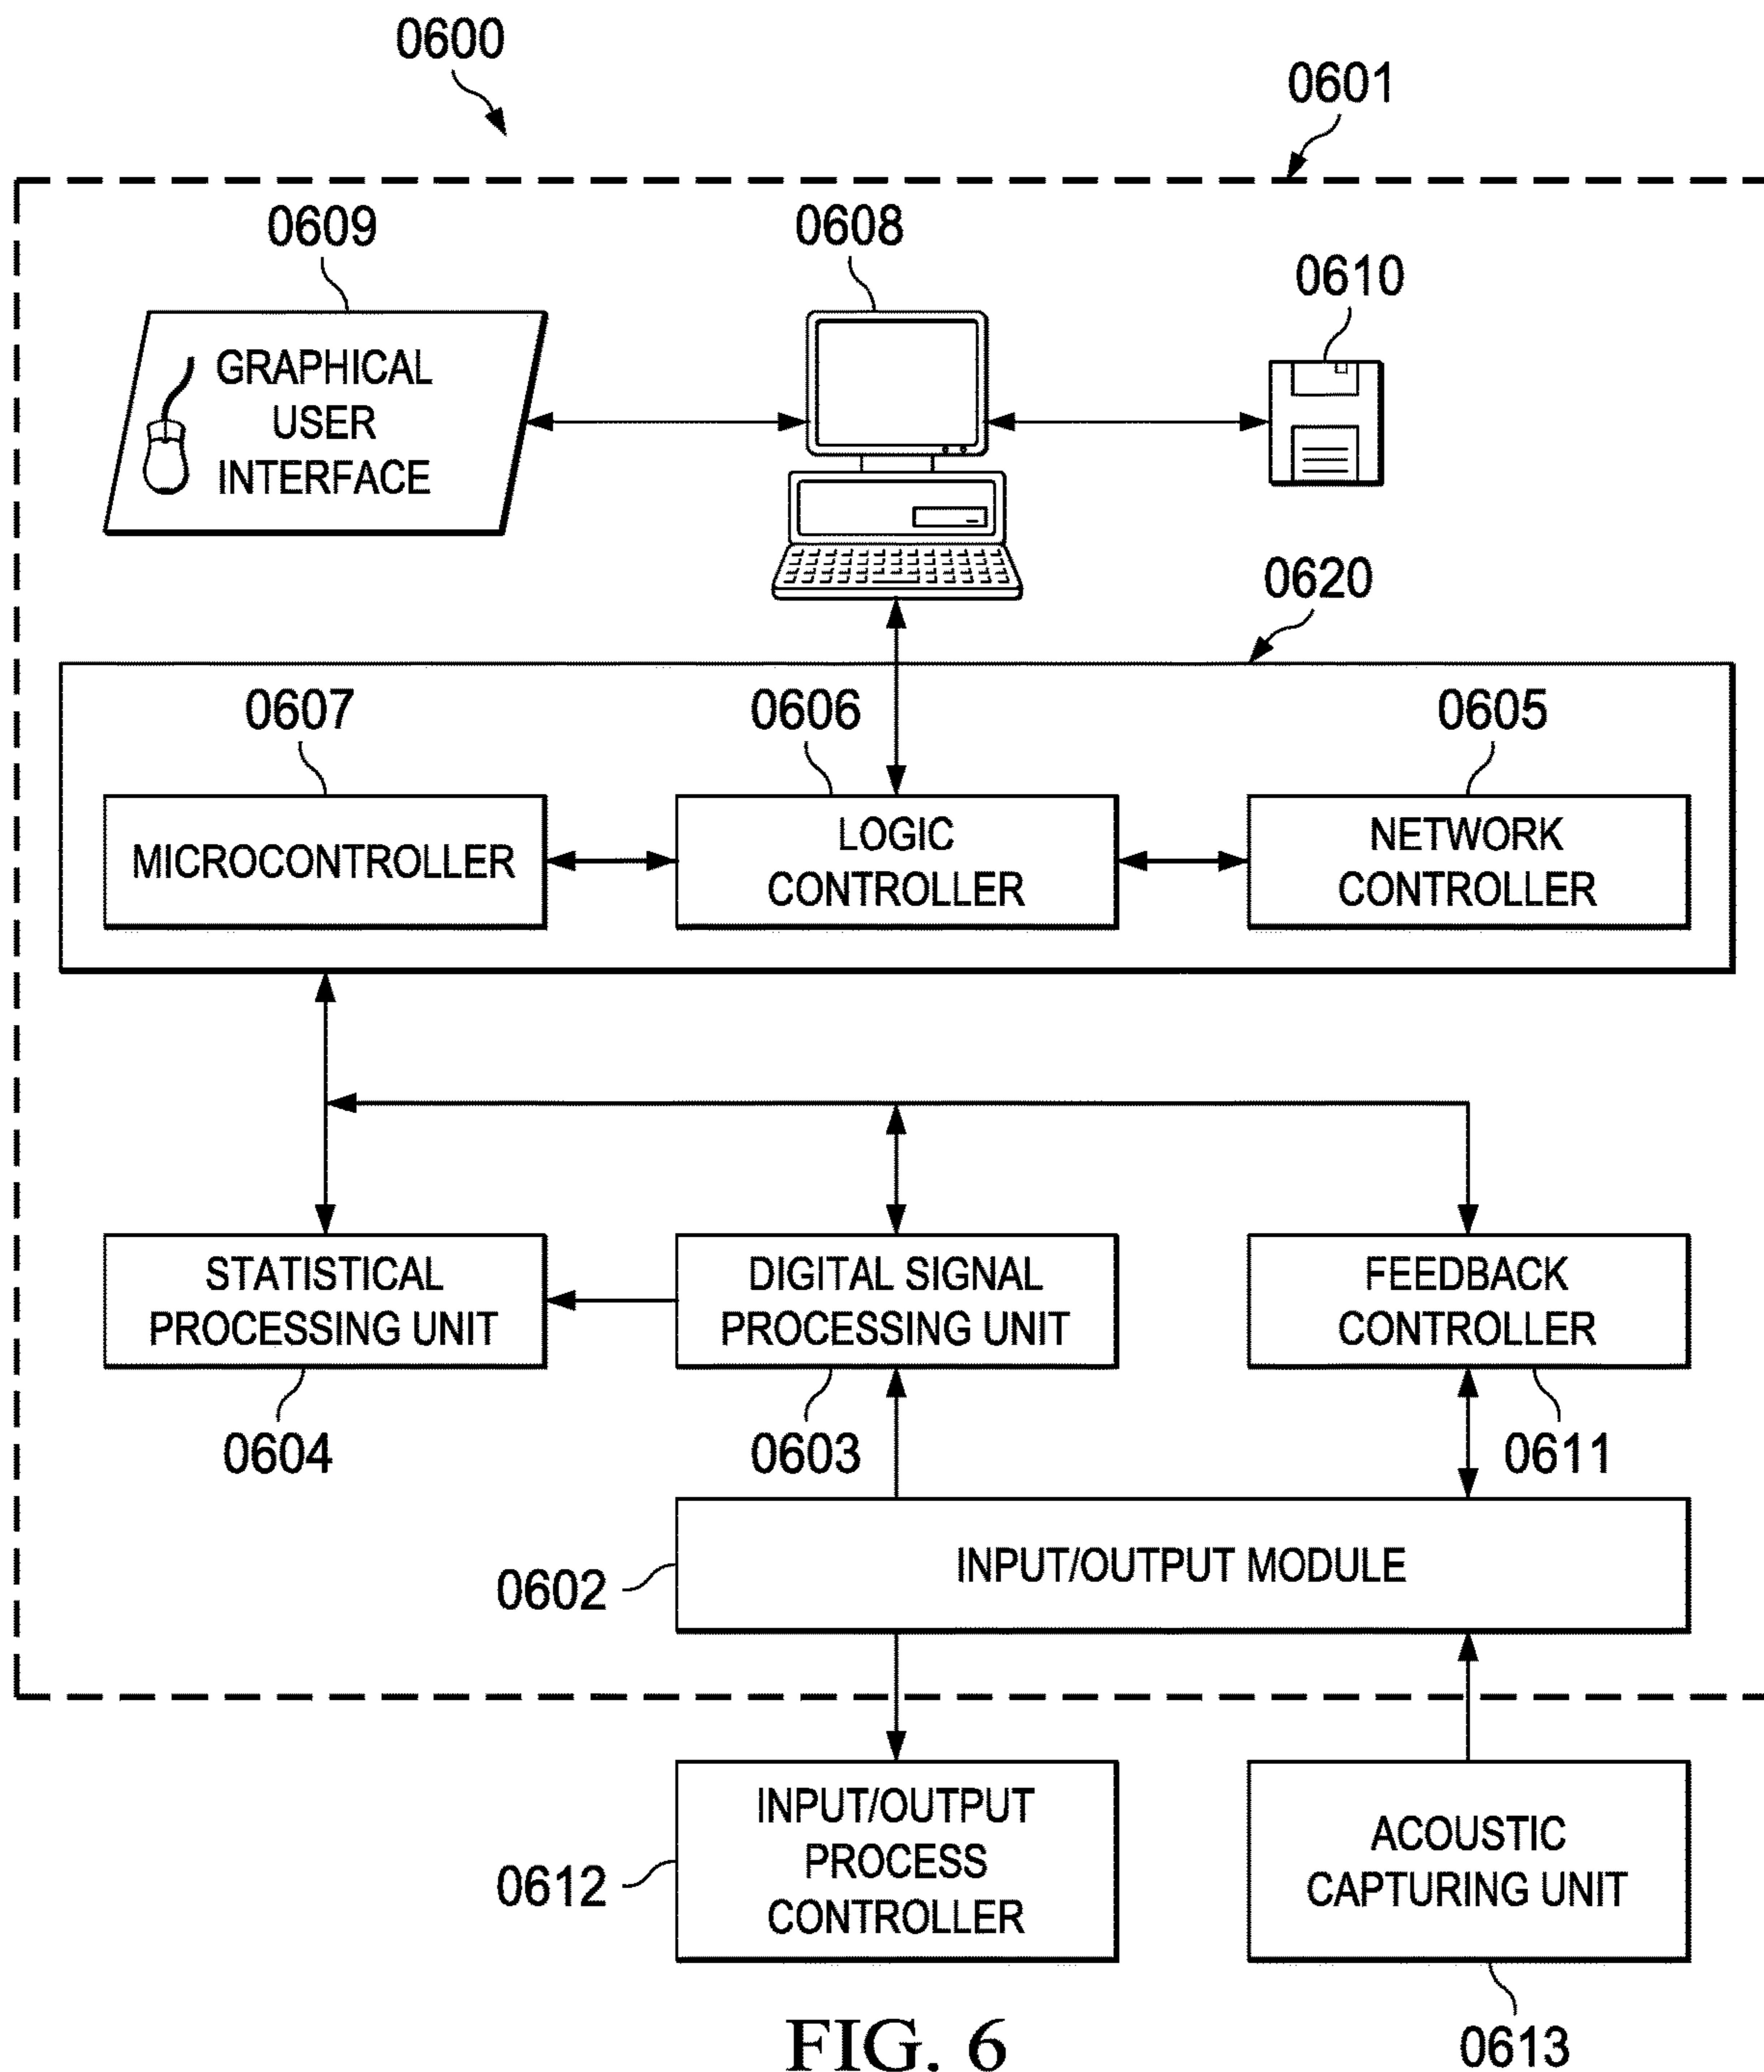 0600
0601
0609
0608
0610
GRAPHICAL
USER
INTERFACE
0620
0607
0606
0605
MICROCONTROLLER
LOGIC
CONTROLLER
NETWORK
CONTROLLER
STATISTICAL
PROCESSING UNIT
DIGITAL SIGNAL
PROCESSING UNIT
FEEDBACK
CONTROLLER
0604
0603
0611
INPUT/OUTPUT MODULE
0602
INPUT/OUTPUT
PROCESS
CONTROLLER
0612
ACOUSTIC
CAPTURING UNIT
0613
FIG. 6